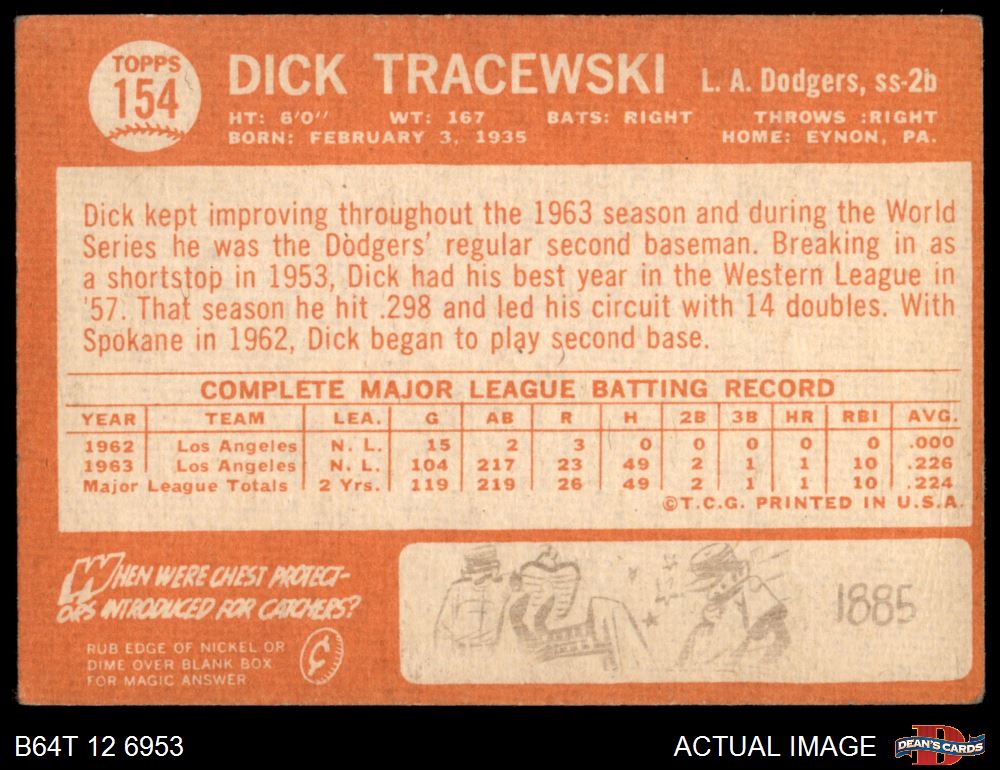 TOPPS
154
DICK TRACEWSKI
L. A. Dodgers, ss-2b
HT: 6'0'' WT: 167 BATS: RIGHT THROWS :RIGHT
BORN: FEBRUARY 3, 1935 HOME: EYNON, PA.
Dick kept improving throughout the 1963 season and during the World
Series he was the Dodgers' regular second baseman. Breaking in as
a shortstop in 1953, Dick had his best year in the Western League in
'57. That season he hit .298 and led his circuit with 14 doubles. With
Spokane in 1962, Dick began to play second base.
COMPLETE MAJOR LEAGUE BATTING RECORD
YEAR TEAM LEA. G AB R H 2B 3B HR RBI AVG.
1962 Los Angeles N. L. 15 2 3 0 0 0 0 0 .000
1963 Los Angeles N. L. 104 217 23 49 2 1 1 10 .226
Major League Totals 2 Yrs. 119 219 26 49 2 1 1 10 .224
©T.C.G. PRINTED IN U.S.A.
WHEN WERE CHEST PROTECT-
ORS INTRODUCED FOR CATCHERS?
RUB EDGE OF NICKEL OR
DIME OVER BLANK BOX
FOR MAGIC ANSWER
¢
1885
B64T 12 6953
ACTUAL IMAGE
D
DEAN'S CARDS